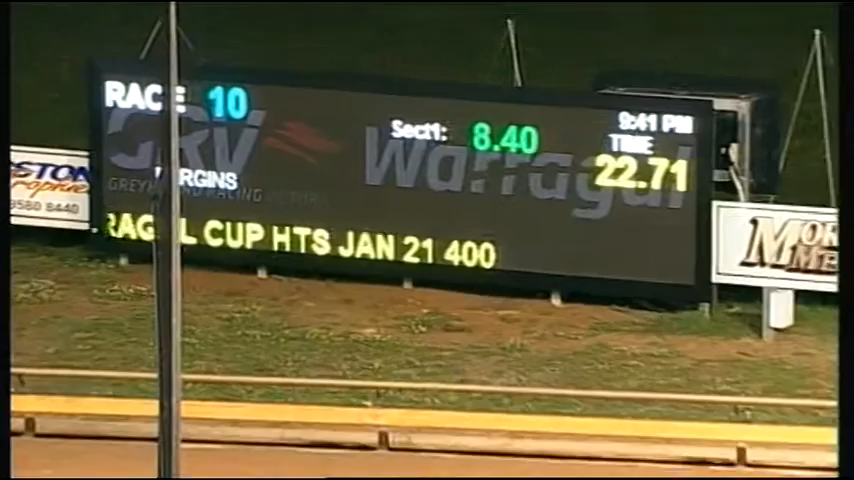 RACE 10
Sect1: 8.40
9:41 PM
TIME
22.71
GRV
Warragul
GREYHOUND RACING VICTORIA
MARGINS
RAGUL CUP HTS JAN 21 400
9580 8440